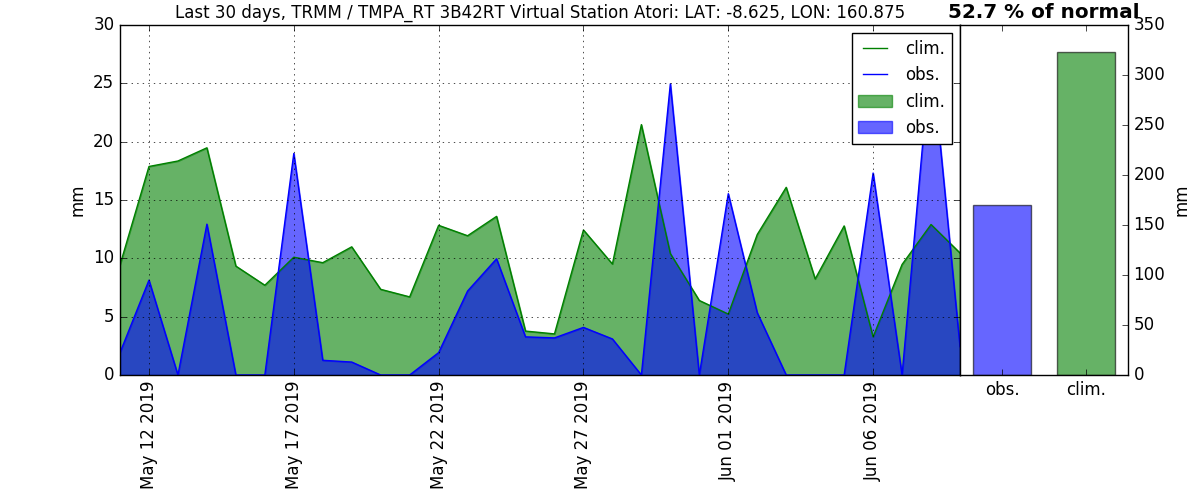 Last 30 days, TRMM / TMPA_RT 3B42RT Virtual Station Atori: LAT: -8.625, LON: 160.875
52.7 % of normal
30
25
20
15
10
5
0
mm
clim.
obs.
clim.
obs.
May 12 2019
May 17 2019
May 22 2019
May 27 2019
Jun 01 2019
Jun 06 2019
350
300
250
200
150
100
50
0
mm
obs.
clim.